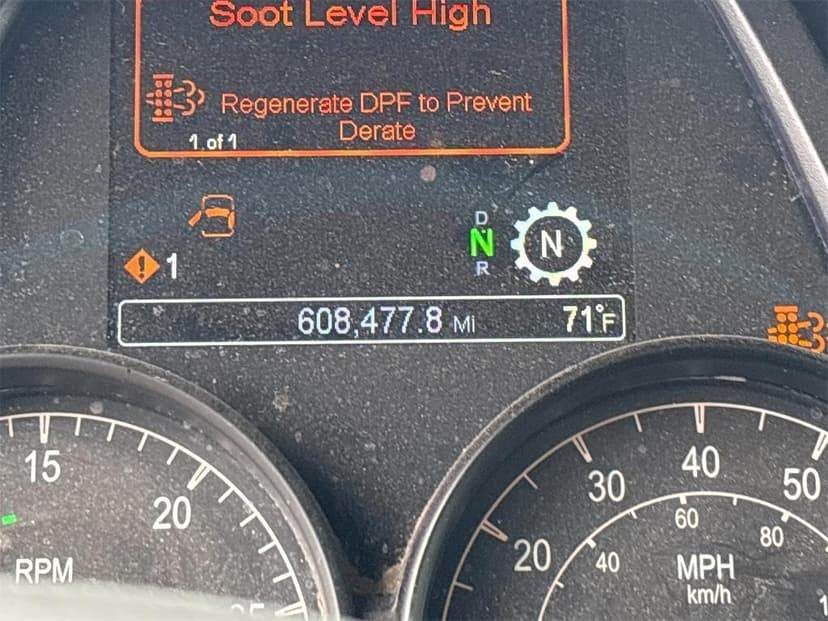 Soot Level High
Regenerate DPF to Prevent
Derate
1 of 1
D
N
R
N
1
608,477.8 Mi 71°F
15
20
RPM
20
30
40
50
40
60
80
MPH
km/h